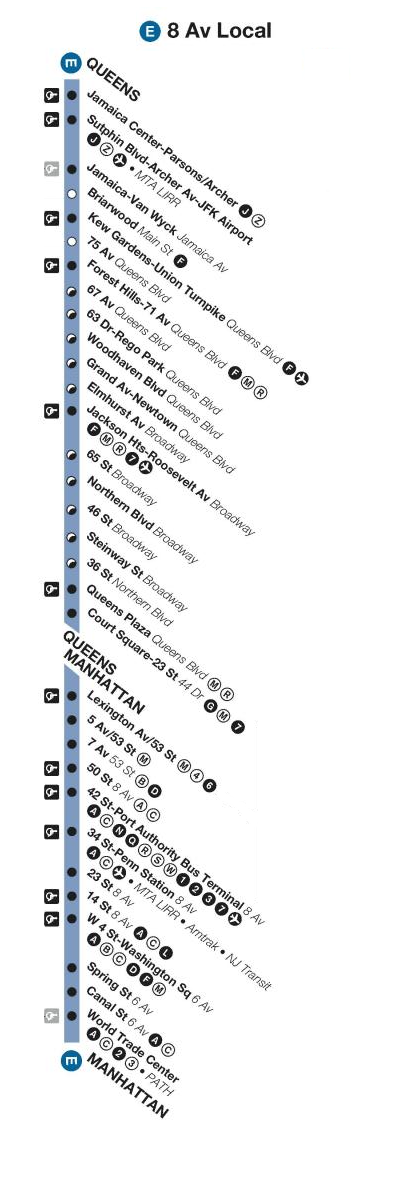 E 8 Av Local
E QUEENS
Jamaica Center-Parsons/Archer J Z
Sutphin Blvd-Archer Av-JFK Airport
J Z • MTA LIRR
Jamaica-Van Wyck Jamaica Av
Briarwood Main St F
Kew Gardens-Union Turnpike Queens Blvd F
75 Av Queens Blvd
Forest Hills-71 Av Queens Blvd F M R
67 Av Queens Blvd
63 Dr-Rego Park Queens Blvd
Woodhaven Blvd Queens Blvd
Grand Av-Newtown Queens Blvd
Elmhurst Av Broadway
Jackson Hts-Roosevelt Av Broadway
F M R 7
65 St Broadway
Northern Blvd Broadway
46 St Broadway
Steinway St Broadway
36 St Northern Blvd
Queens Plaza Queens Blvd M R
Court Square-23 St 44 Dr G M 7
QUEENS
MANHATTAN
Lexington Av/53 St M 4 6
5 Av/53 St M
7 Av 53 St B D
50 St 8 Av A C
42 St-Port Authority Bus Terminal 8 Av
A C N Q R S W 1 2 3 7
34 St-Penn Station 8 Av
A C • MTA LIRR • Amtrak • NJ Transit
23 St 8 Av
14 St 8 Av A C L
W 4 St-Washington Sq 6 Av
A B C D F M
Spring St 6 Av
Canal St 6 Av A C
World Trade Center
A C 2 3 • PATH
E MANHATTAN